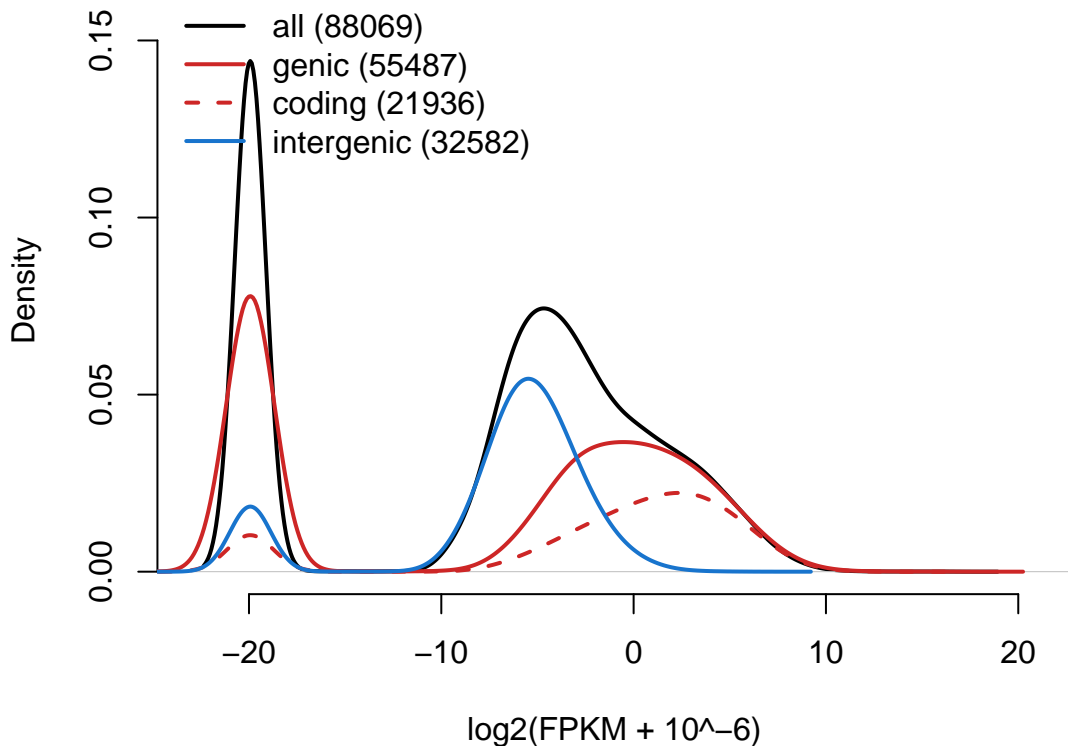 all (88069)
genic (55487)
coding (21936)
intergenic (32582)
0.15
0.10
0.05
0.00
Density
−20
−10
0
10
20
log2(FPKM + 10^−6)